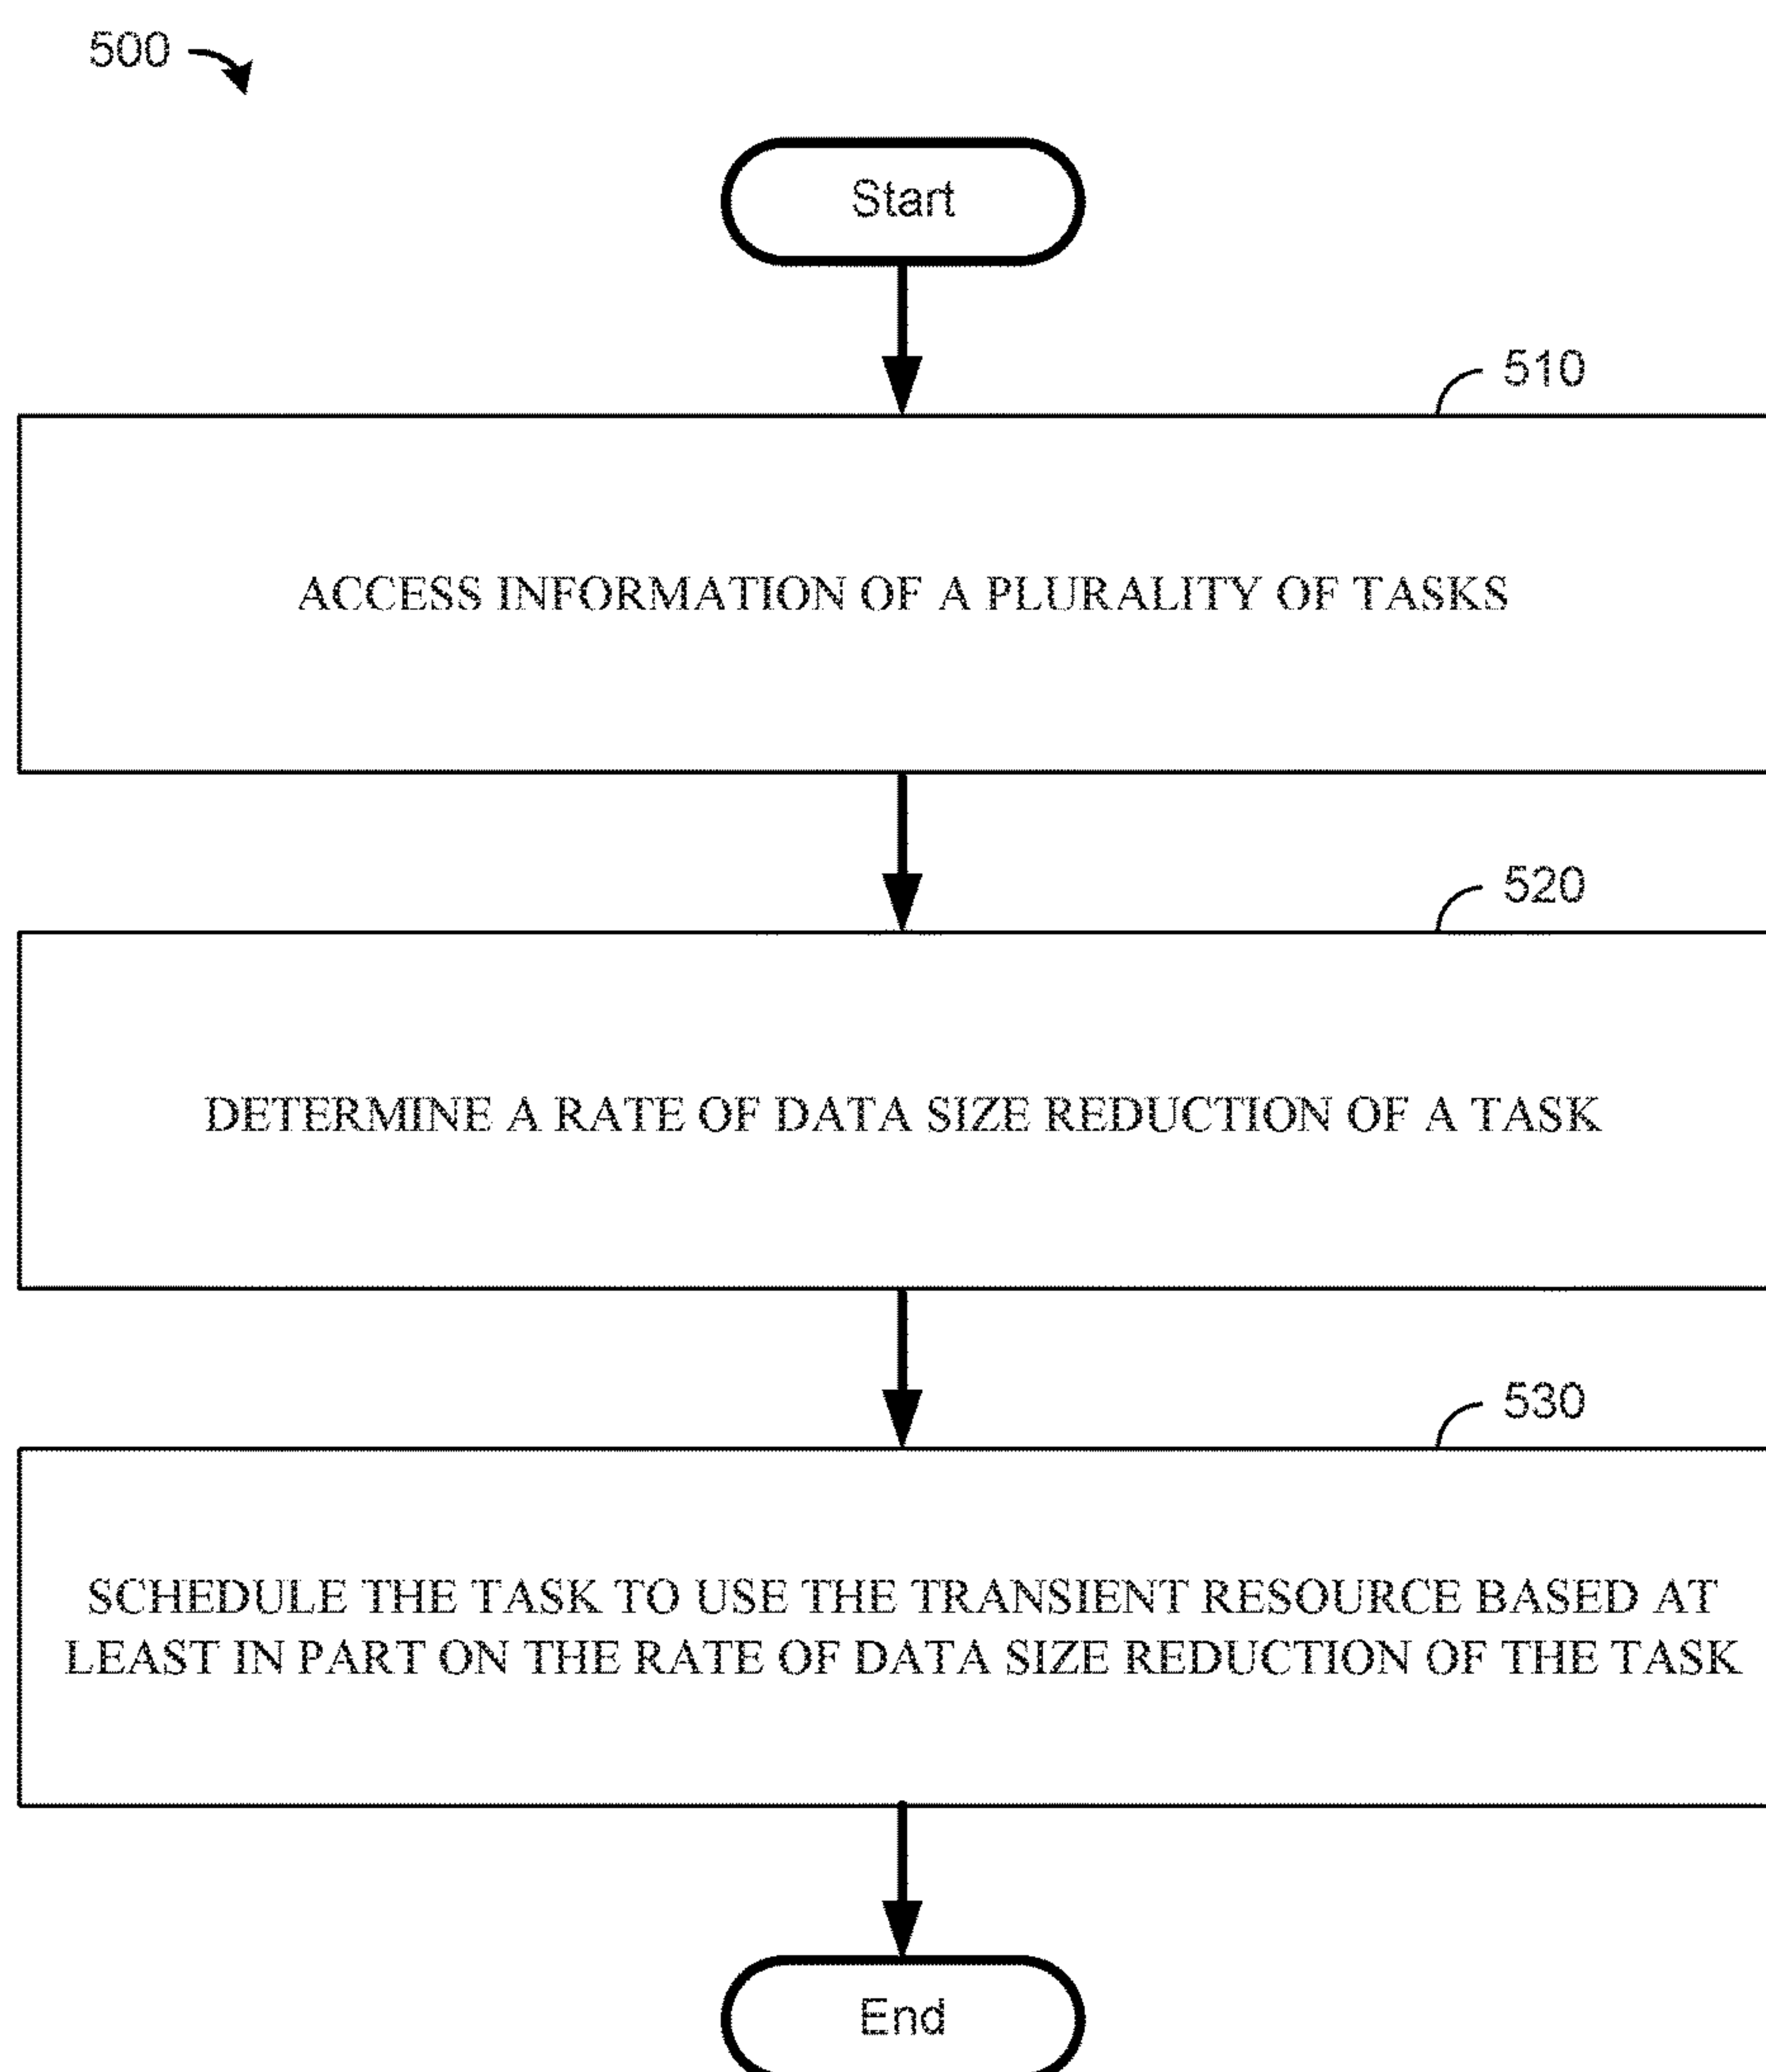 500
Start
510
ACCESS INFORMATION OF A PLURALITY OF TASKS
520
DETERMINE A RATE OF DATA SIZE REDUCTION OF A TASK
530
SCHEDULE THE TASK TO USE THE TRANSIENT RESOURCE BASED AT
LEAST IN PART ON THE RATE OF DATA SIZE REDUCTION OF THE TASK
End